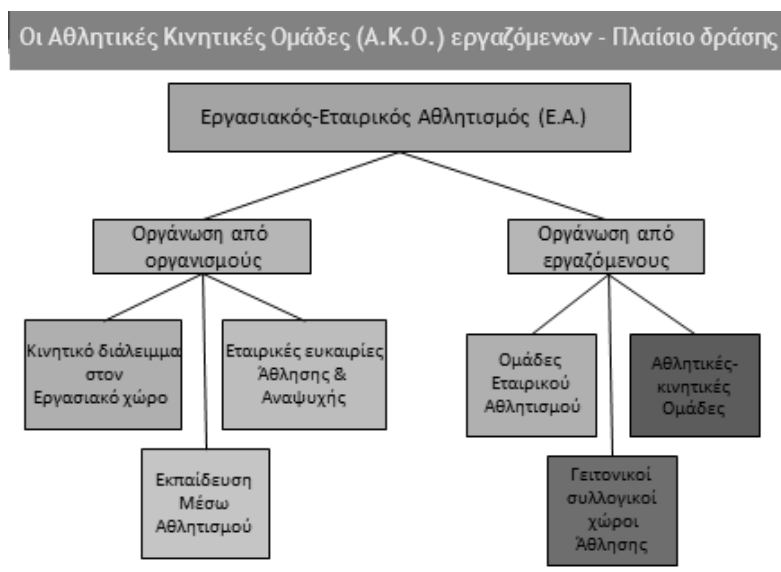 Οι Αθλητικές Κινητικές Ομάδες (Α.Κ.Ο.) εργαζόμενων - Πλαίσιο δράσης
Εργασιακός-Εταιρικός Αθλητισμός (Ε.Α.)
Οργάνωση από
οργανισμούς
Οργάνωση από
εργαζόμενους
Κινητικό διάλειμμα
στον
Εργασιακό χώρο
Εταιρικές ευκαιρίες
Άθλησης &
Αναψυχής
Ομάδες
Εταιρικού
Αθλητισμού
Αθλητικές-
κινητικές
Ομάδες
Εκπαίδευση
Μέσω
Αθλητισμού
Γειτονικοί
συλλογικοί
χώροι
Άθλησης